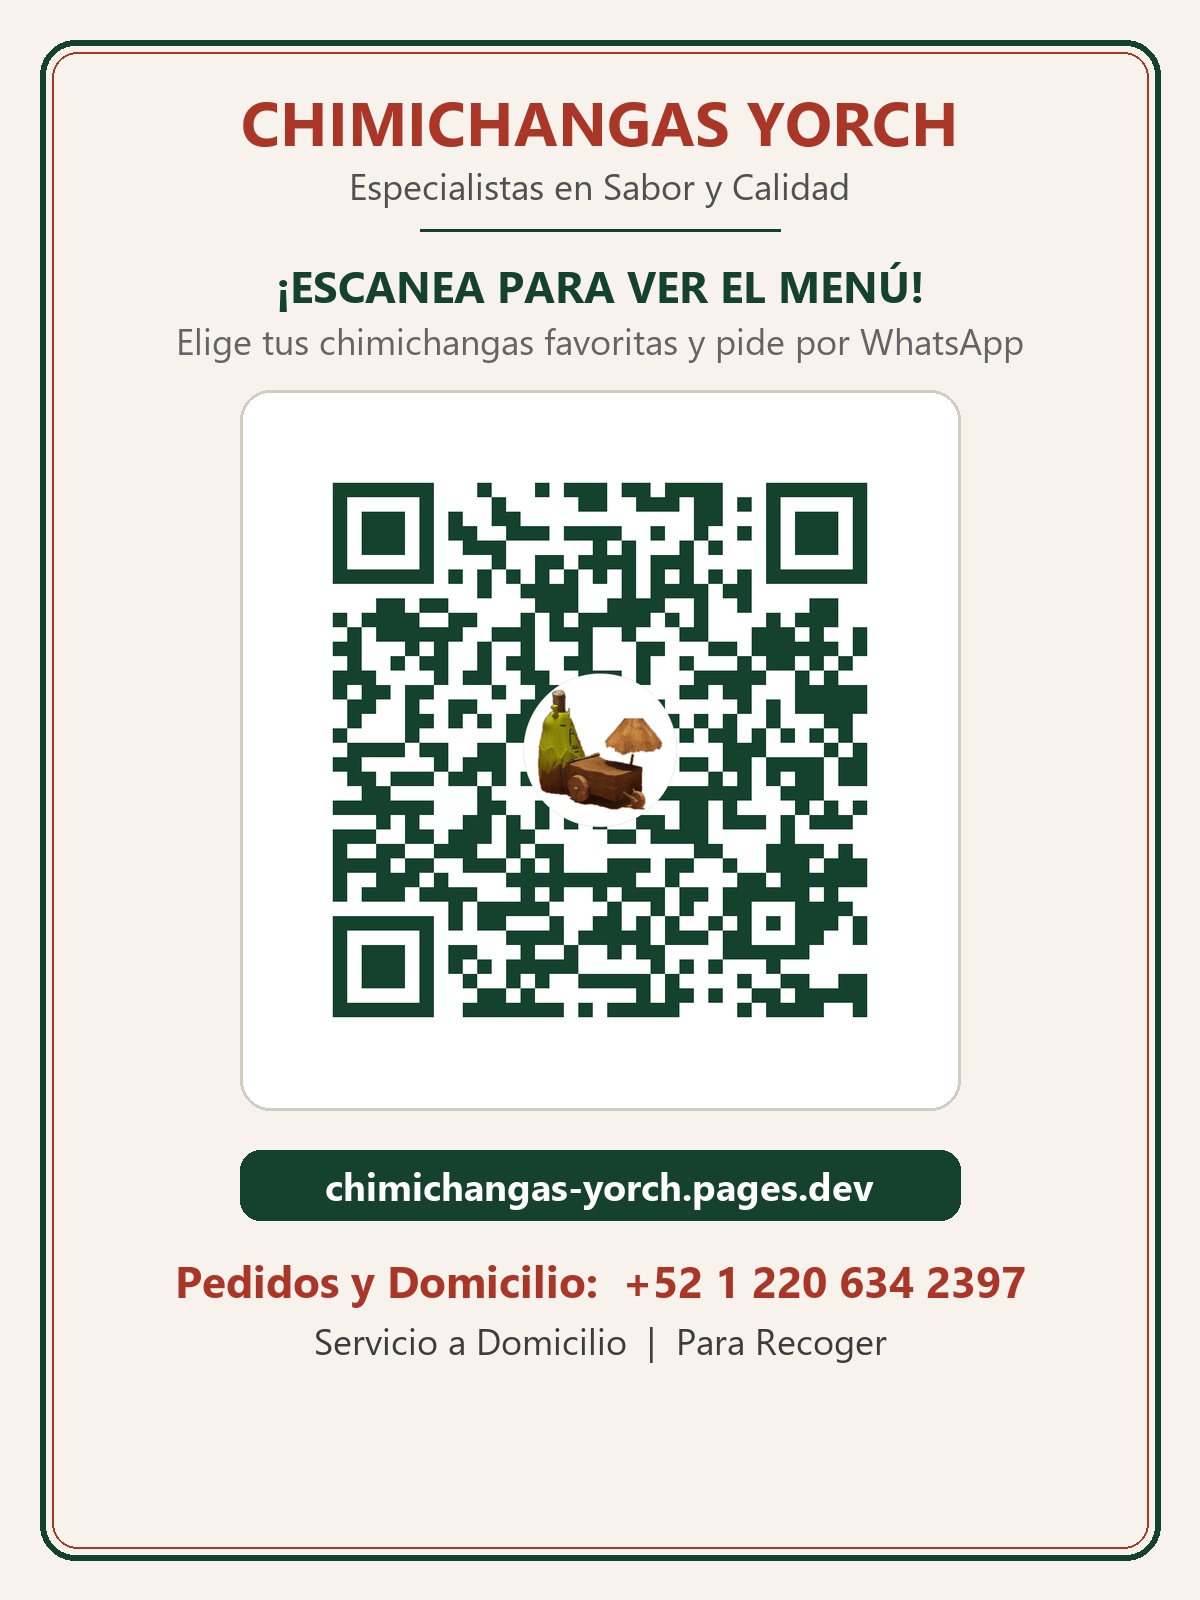 CHIMICHANGAS YORCH
Especialistas en Sabor y Calidad
¡ESCANEA PARA VER EL MENÚ!
Elige tus chimichangas favoritas y pide por WhatsApp
chimichangas-yorch.pages.dev
Pedidos y Domicilio: +52 1 220 634 2397
Servicio a Domicilio | Para Recoger